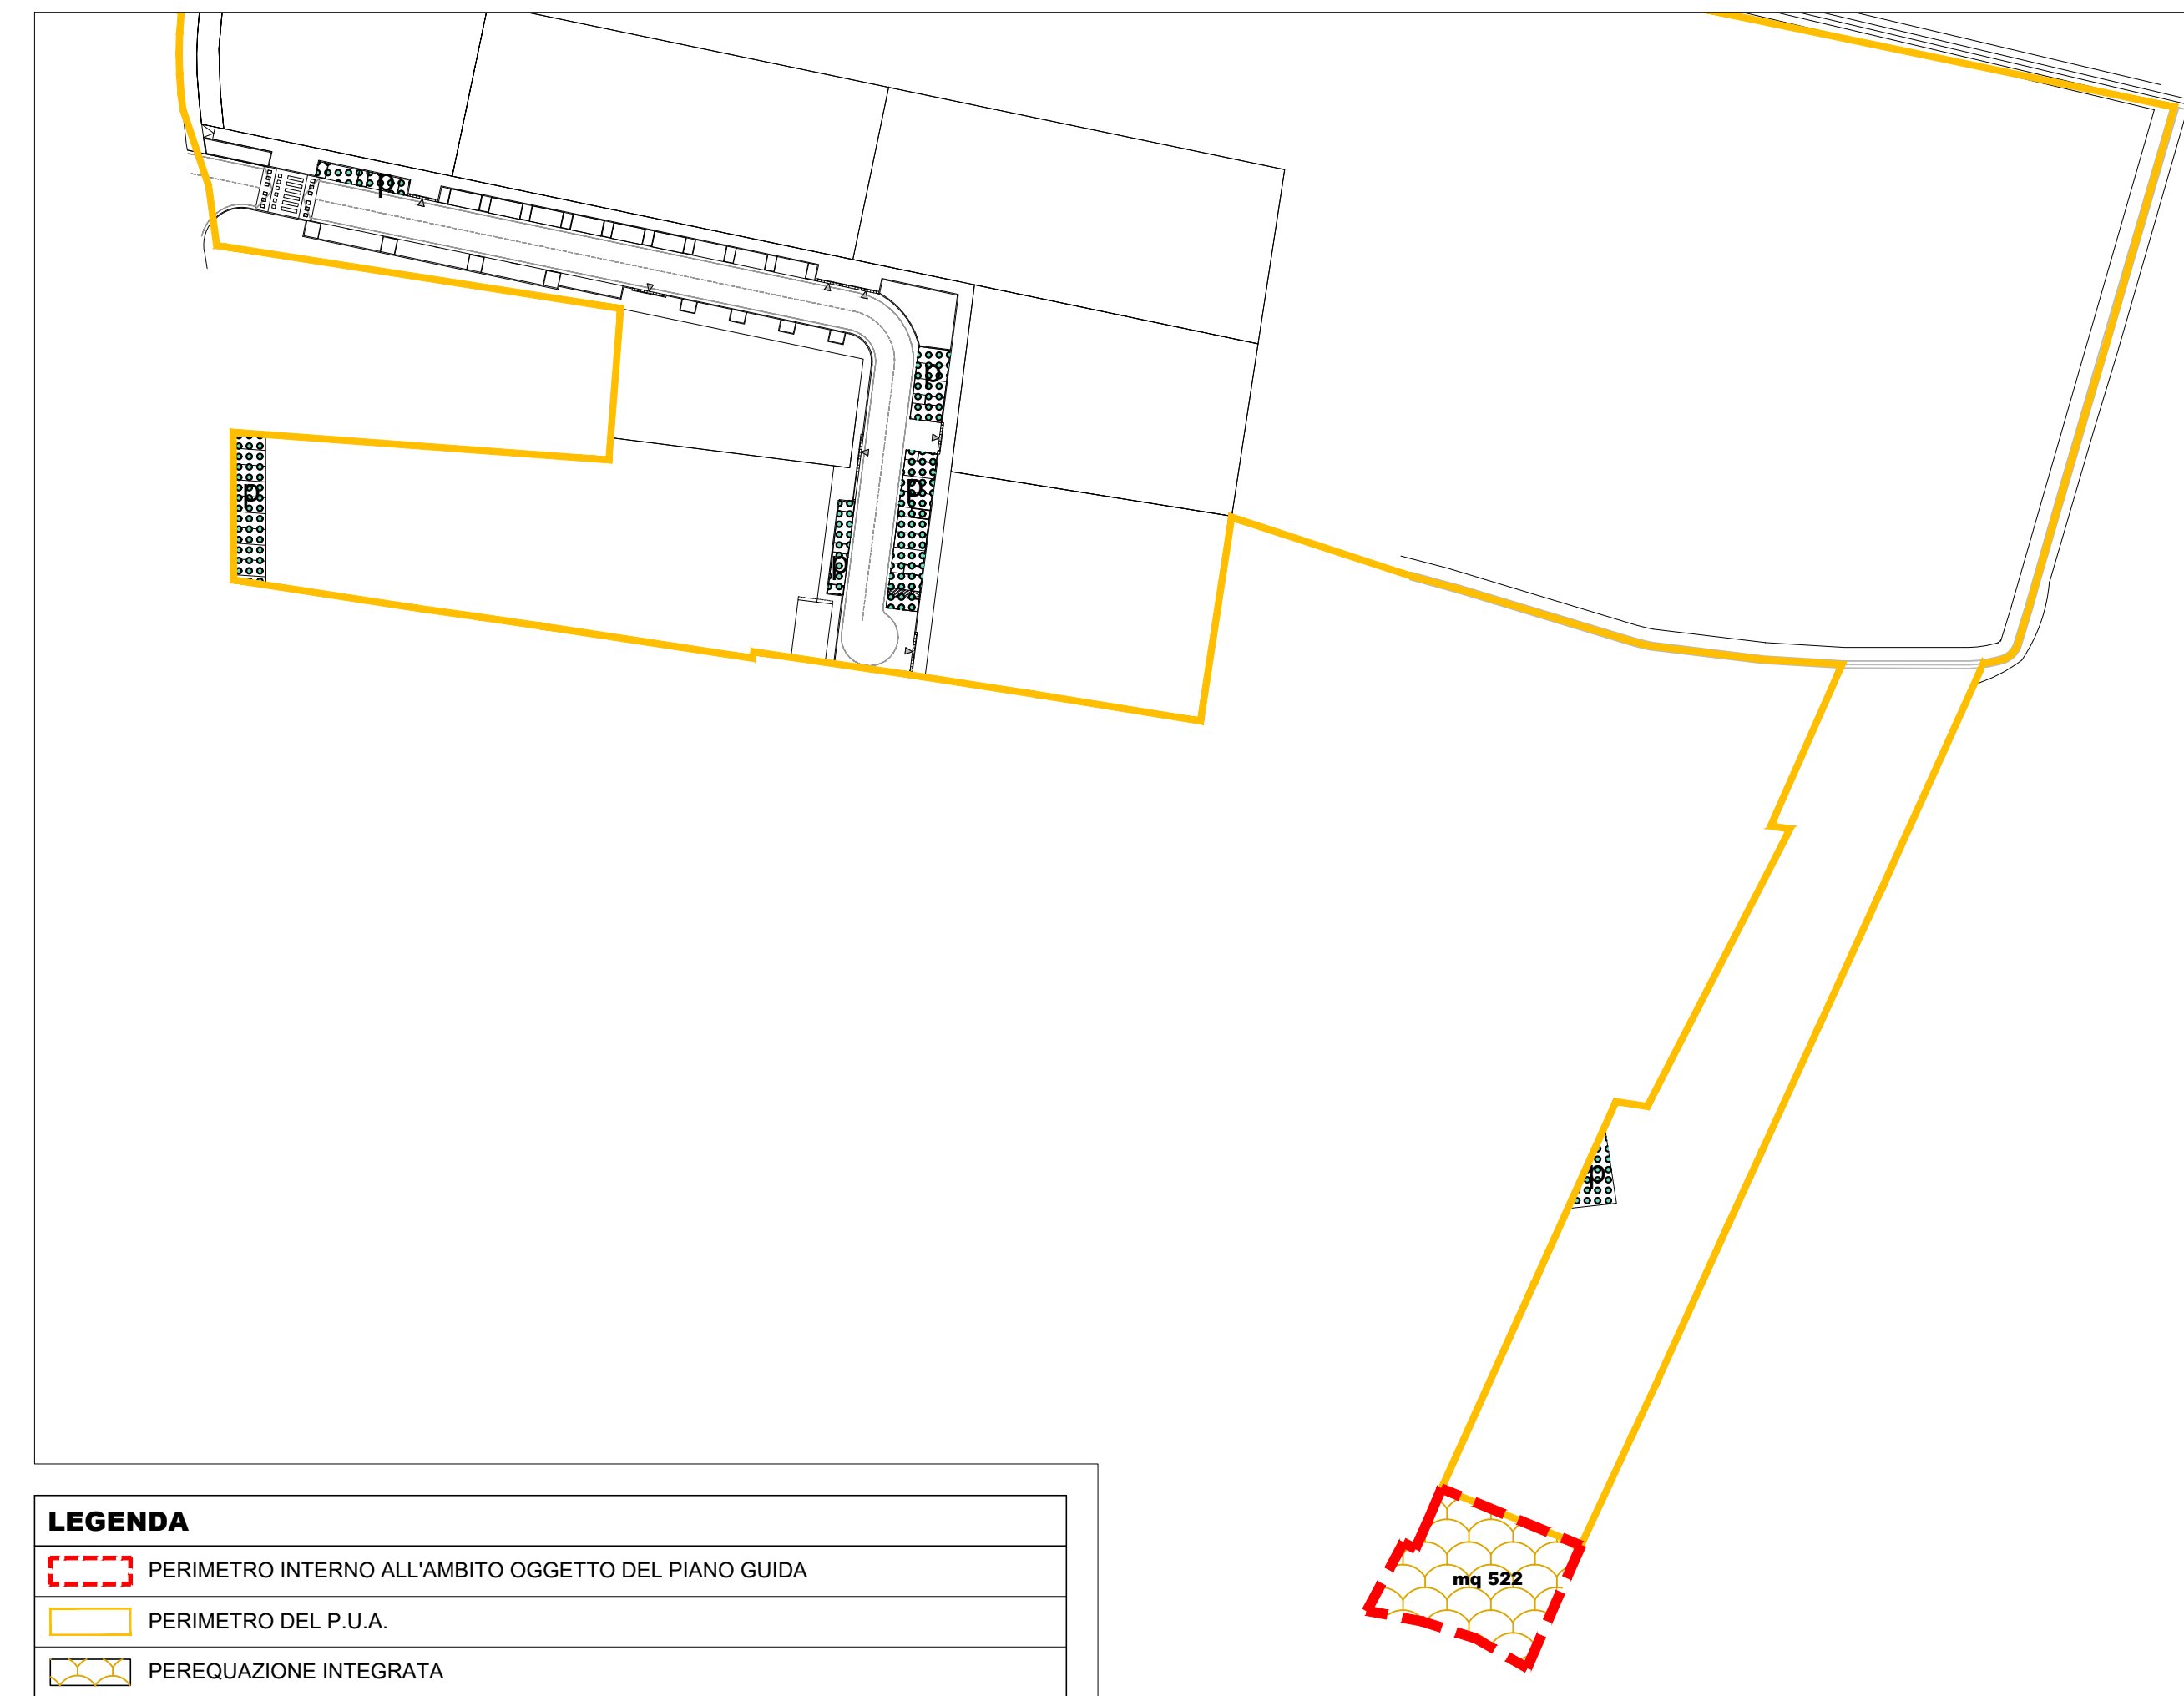 p
p
p
p
p
p
mq 522
LEGENDA
PERIMETRO INTERNO ALL'AMBITO OGGETTO DEL PIANO GUIDA
PERIMETRO DEL P.U.A.
PEREQUAZIONE INTEGRATA